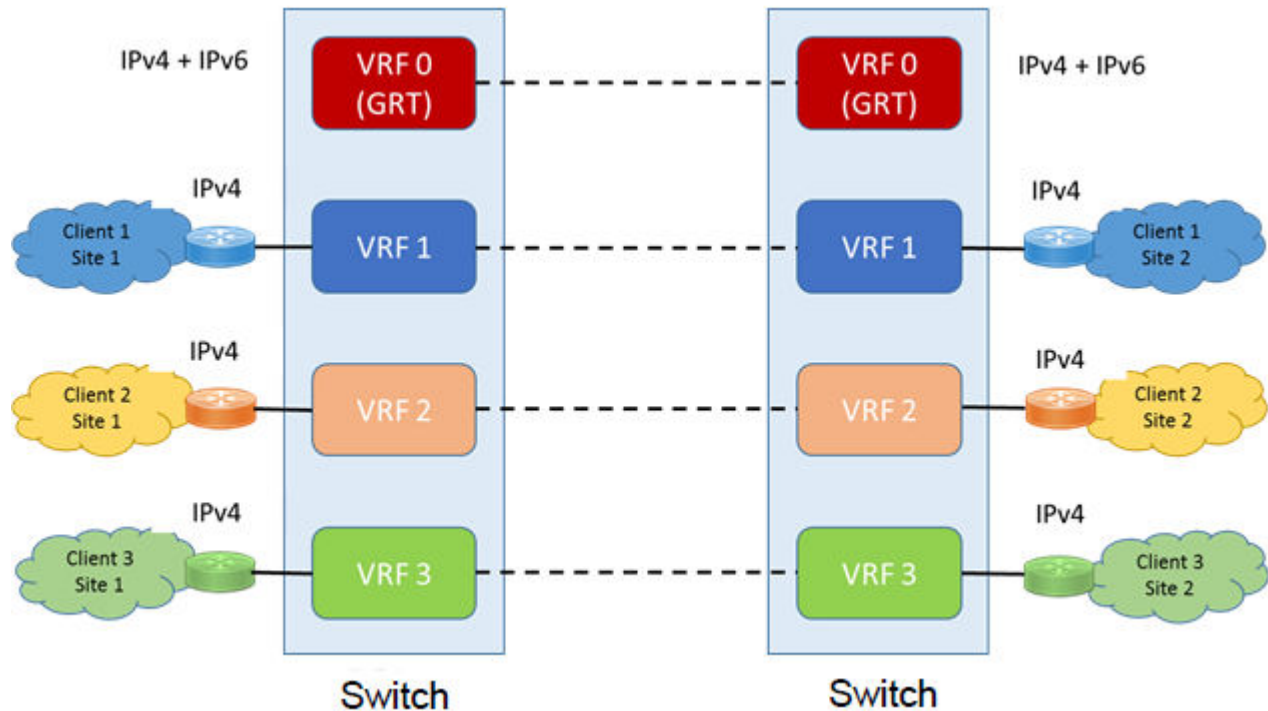 IPv4 + IPv6
VRF 0
(GRT)
VRF 0
(GRT)
IPv4 + IPv6
IPv4
Client 1
Site 1
VRF 1
VRF 1
IPv4
Client 1
Site 2
IPv4
Client 2
Site 1
VRF 2
VRF 2
IPv4
Client 2
Site 2
IPv4
Client 3
Site 1
VRF 3
VRF 3
IPv4
Client 3
Site 2
Switch
Switch